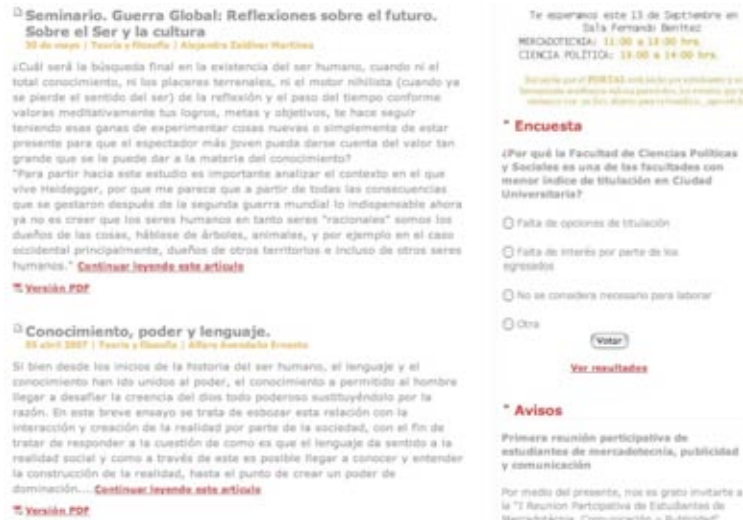 Seminario. Guerra Global: Reflexiones sobre el futuro.
Sobre el Ser y la cultura
30 de mayo | Teoría y filosofía | Alejandra Zaldívar Martínez
¿Cuál será la búsqueda final en la existencia del ser humano, cuando ni el
total conocimiento, ni los placeres terrenales, ni el motor nihilista (cuando ya
se pierde el sentido del ser) de la reflexión y el paso del tiempo conforme
valoras meditativamente tus logros, metas y objetivos, te hace seguir
teniendo esas ganas de experimentar cosas nuevas o simplemente de estar
presente para que el espectador más joven pueda darse cuenta del valor tan
grande que se le puede dar a la materia del conocimiento?
"Para partir hacia este estudio es importante analizar el contexto en el que
vive Heidegger, por que me parece que a partir de todas las consecuencias
que se gestaron después de la segunda guerra mundial lo indispensable ahora
ya no es creer que los seres humanos en tanto seres "racionales" somos los
dueños de las cosas, háblese de árboles, animales, y por ejemplo en el caso
occidental principalmente, dueños de otros territorios e incluso de otros seres
humanos." Continuar leyendo este artículo
Versión PDF
Conocimiento, poder y lenguaje.
05 abril 2007 | Teoría y filosofía | Alfaro Avendaño Ernesto
Si bien desde los inicios de la historia del ser humano, el lenguaje y el
conocimiento han ido unidos al poder, el conocimiento a permitido al hombre
llegar a desafiar la creencia del dios todo poderoso sustituyéndolo por la
razón. En este breve ensayo se trata de esbozar esta relación con la
interacción y creación de la realidad por parte de la sociedad, con el fin de
tratar de responder a la cuestión de como es que el lenguaje da sentido a la
realidad social y como a través de este es posible llegar a conocer y entender
la construcción de la realidad, hasta el punto de crear un poder de
dominación.... Continuar leyendo este artículo
Versión PDF
Te esperamos este 13 de Septiembre en
Sala Fernando Benitez
MERCADOTECNIA: 11:00 a 13:00 hrs.
CIENCIA POLÍTICA: 13:00 a 14:00 hrs.
Encuesta
¿Por qué la Facultad de Ciencias Políticas
y Sociales es una de las facultades con
menor índice de titulación en Ciudad
Universitaria?
Falta de opciones de titulación
Falta de interés por parte de los
egresados
No se considera necesario para laborar
Otra
Votar
Ver resultados
Avisos
Primera reunión participativa de
estudiantes de mercadotecnia, publicidad
y comunicación
Por medio del presente, nos es grato invitarte a
la "I Reunion Participativa de Estudiantes de
Mercadotecnia, Comunicación y Publicidad"